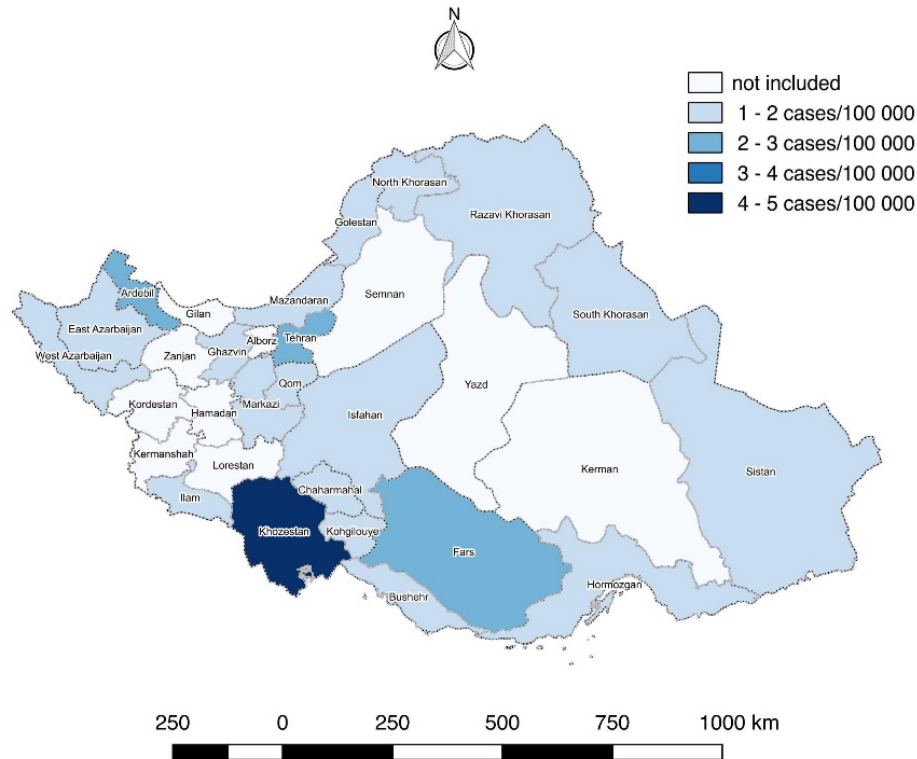 N
not included
1 - 2 cases/100 000
2 - 3 cases/100 000
3 - 4 cases/100 000
4 - 5 cases/100 000
North Khorasan
Razavi Khorasan
Golestan
Ardebil
Semnan
Mazandaran
Gilan
South Khorasan
East Azarbaijan
Alborz
Tehran
Ghazvin
West Azarbaijan
Zanjan
Qom
Yazd
Kordestan
Markazi
Hamadan
Isfahan
Kermanshah
Lorestan
Kerman
Sistan
Chaharmahal
Ilam
Khozestan
Kohgilouye
Fars
Hormozgan
Bushehr
250 0 250 500 750 1000 km